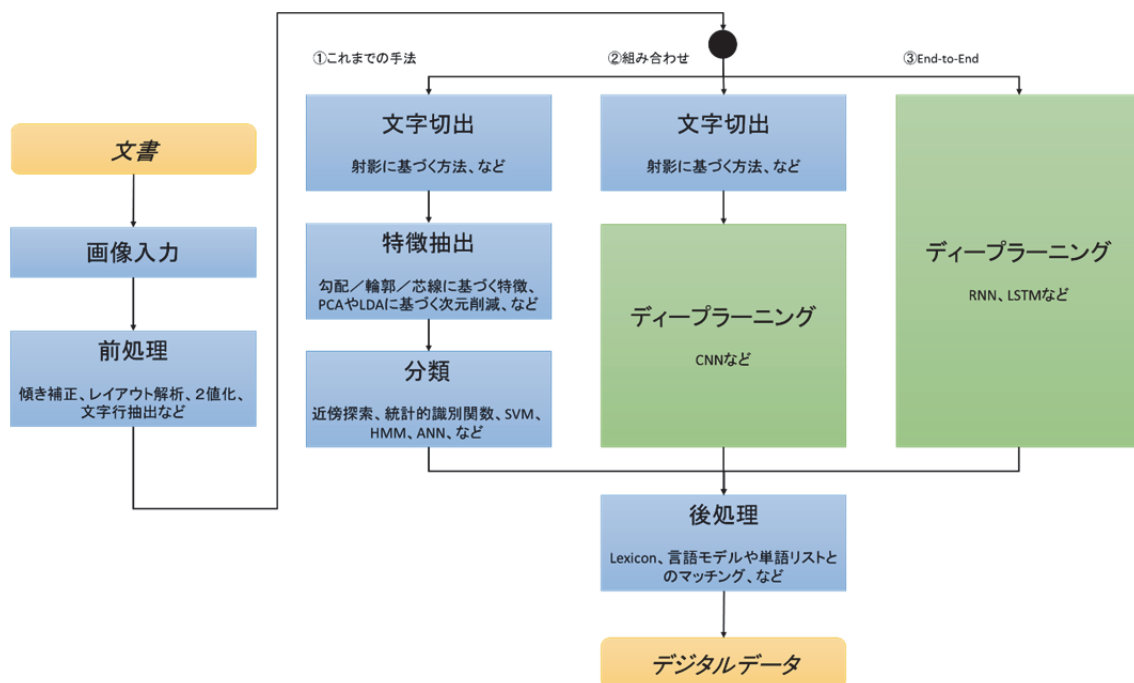 文書
画像入力
前処理
傾き補正、レイアウト解析、２値化、
文字行抽出など
①これまでの手法
文字切出
射影に基づく方法、など
特徴抽出
勾配／輪郭／芯線に基づく特徴、
PCAやLDAに基づく次元削減、など
分類
近傍探索、統計的識別関数、SVM、
HMM、ANN、など
②組み合わせ
文字切出
射影に基づく方法、など
ディープラーニング
CNNなど
③End-to-End
ディープラーニング
RNN、LSTMなど
後処理
Lexicon、言語モデルや単語リストと
のマッチング、など
デジタルデータ